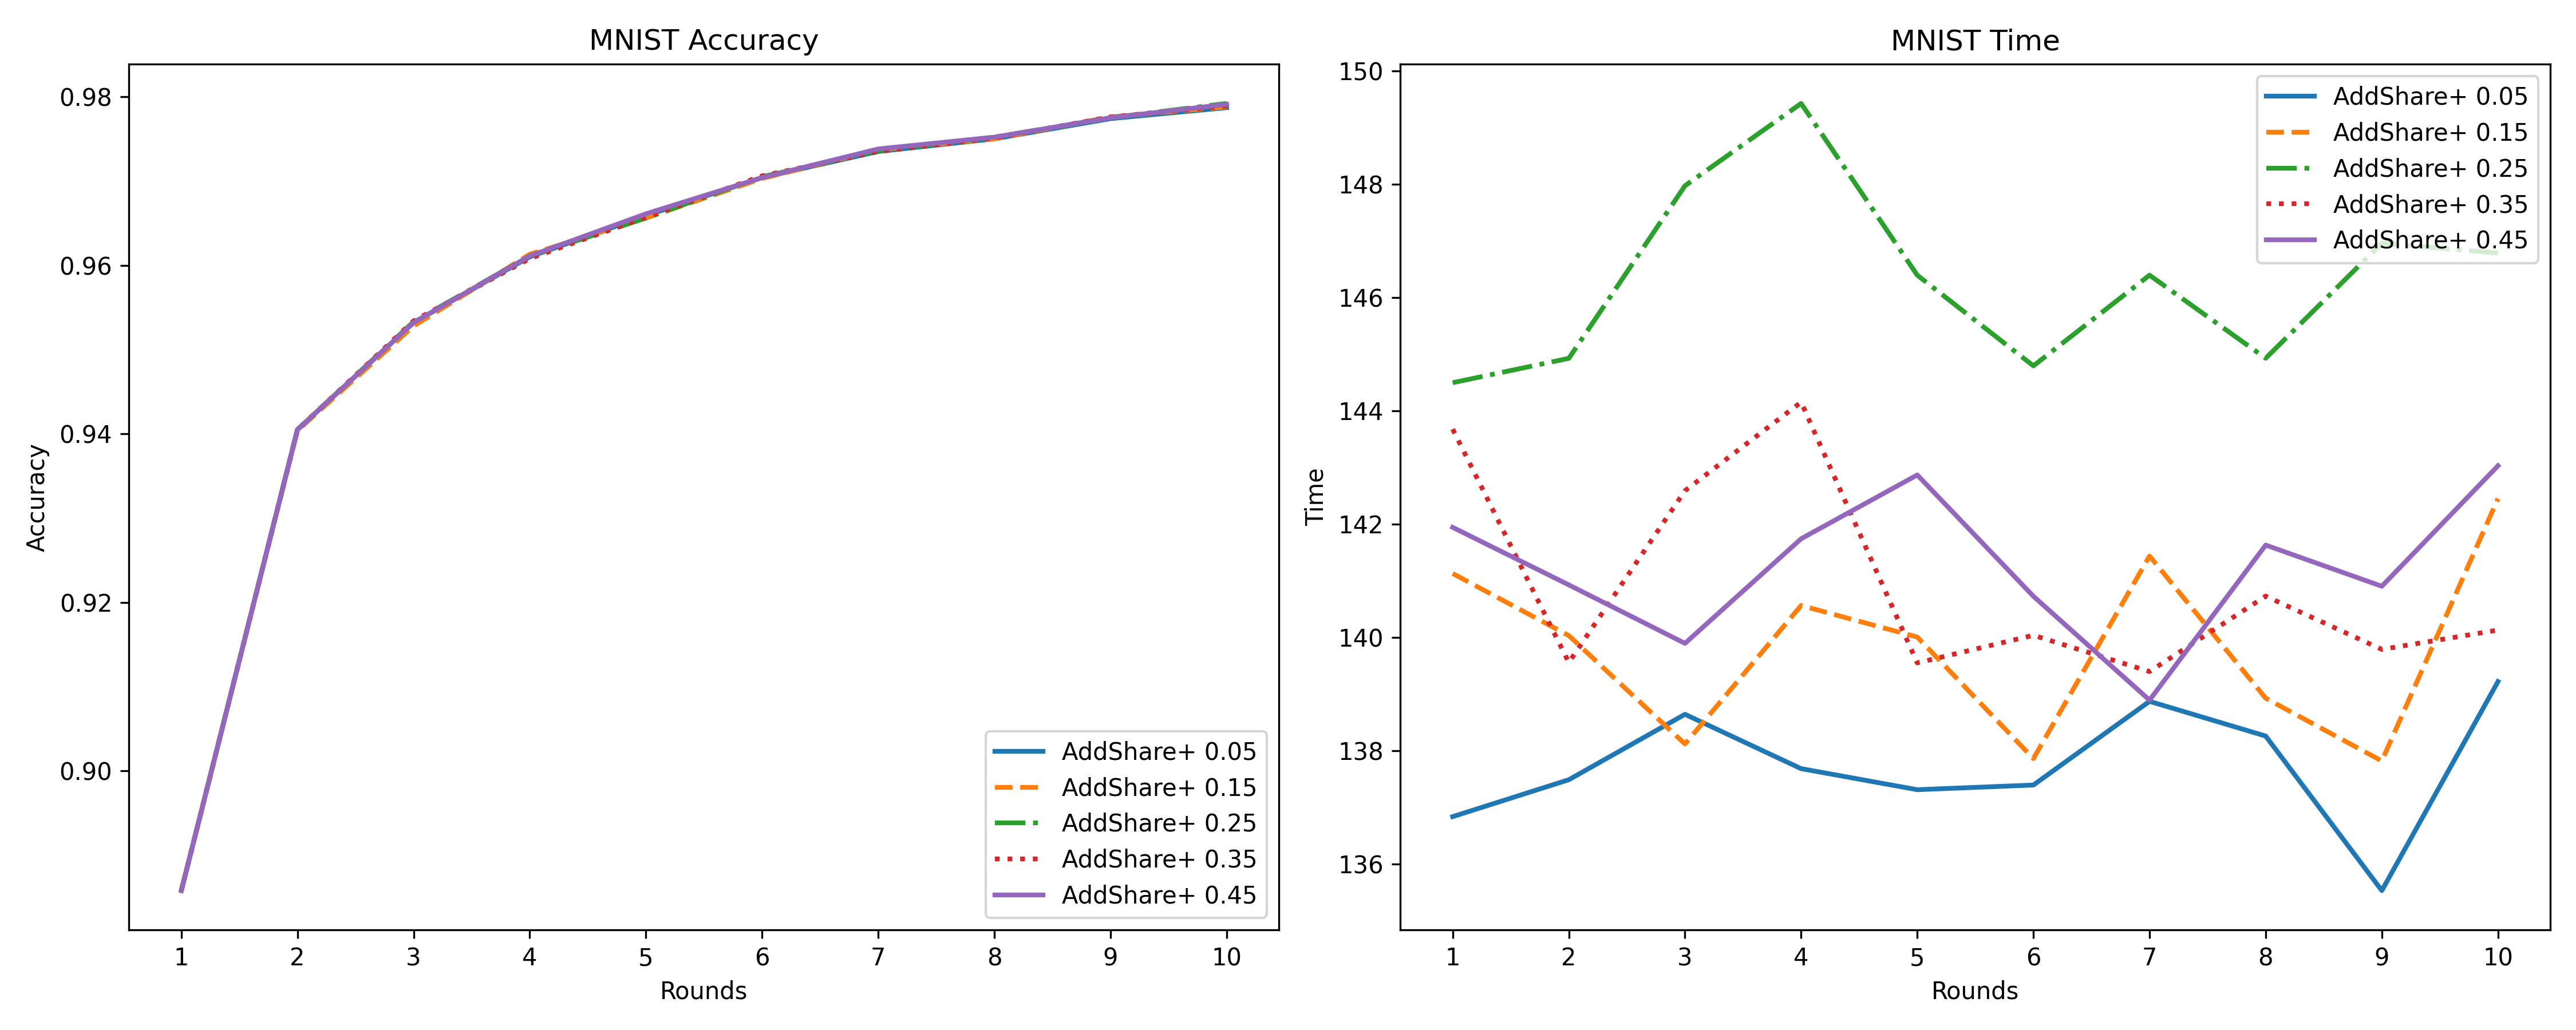 MNIST Accuracy
Accuracy
0.98
0.96
0.94
0.92
0.90
AddShare+ 0.05
AddShare+ 0.15
AddShare+ 0.25
AddShare+ 0.35
AddShare+ 0.45
1 2 3 4 5 6 7 8 9 10
Rounds
MNIST Time
Time
150
148
146
144
142
140
138
136
AddShare+ 0.05
AddShare+ 0.15
AddShare+ 0.25
AddShare+ 0.35
AddShare+ 0.45
1 2 3 4 5 6 7 8 9 10
Rounds